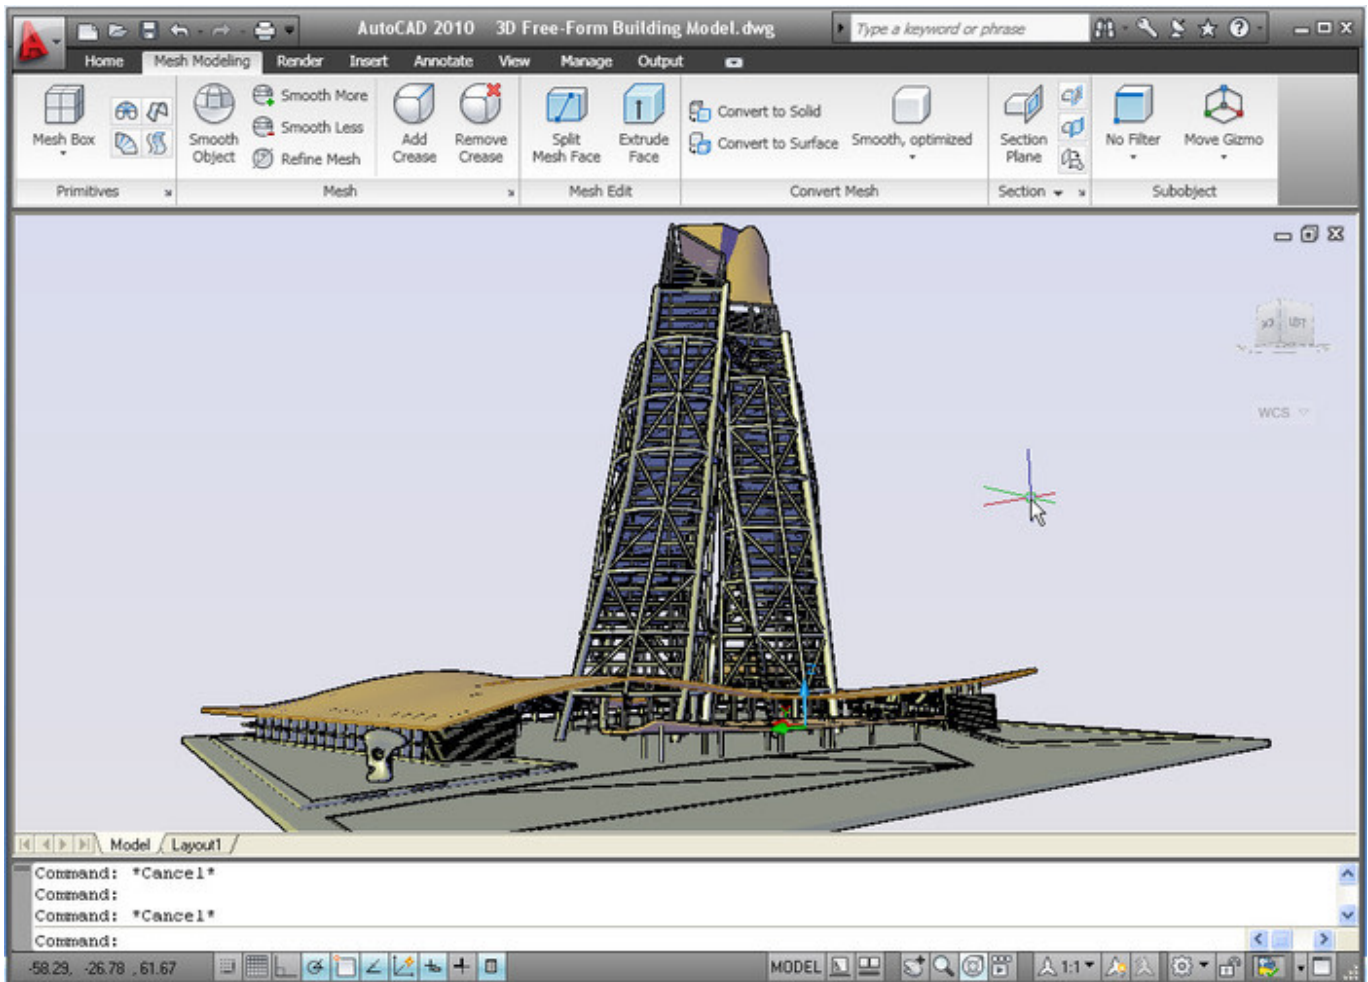 AutoCAD 2010 3D Free-Form Building Model.dwg
Type a keyword or phrase
Home Mesh Modeling Render Insert Annotate View Manage Output
Mesh Box
Smooth Object
Smooth More
Smooth Less
Refine Mesh
Add Crease
Remove Crease
Split Mesh Face
Extrude Face
Convert to Solid
Convert to Surface
Smooth, optimized
Section Plane
No Filter
Move Gizmo
Primitives Mesh Mesh Edit Convert Mesh Section Subobject
LEFT
WCS
Model Layout1
Command: *Cancel*
Command:
Command: *Cancel*
Command:
-58.29, -26.78 , 61.67
MODEL
1:1